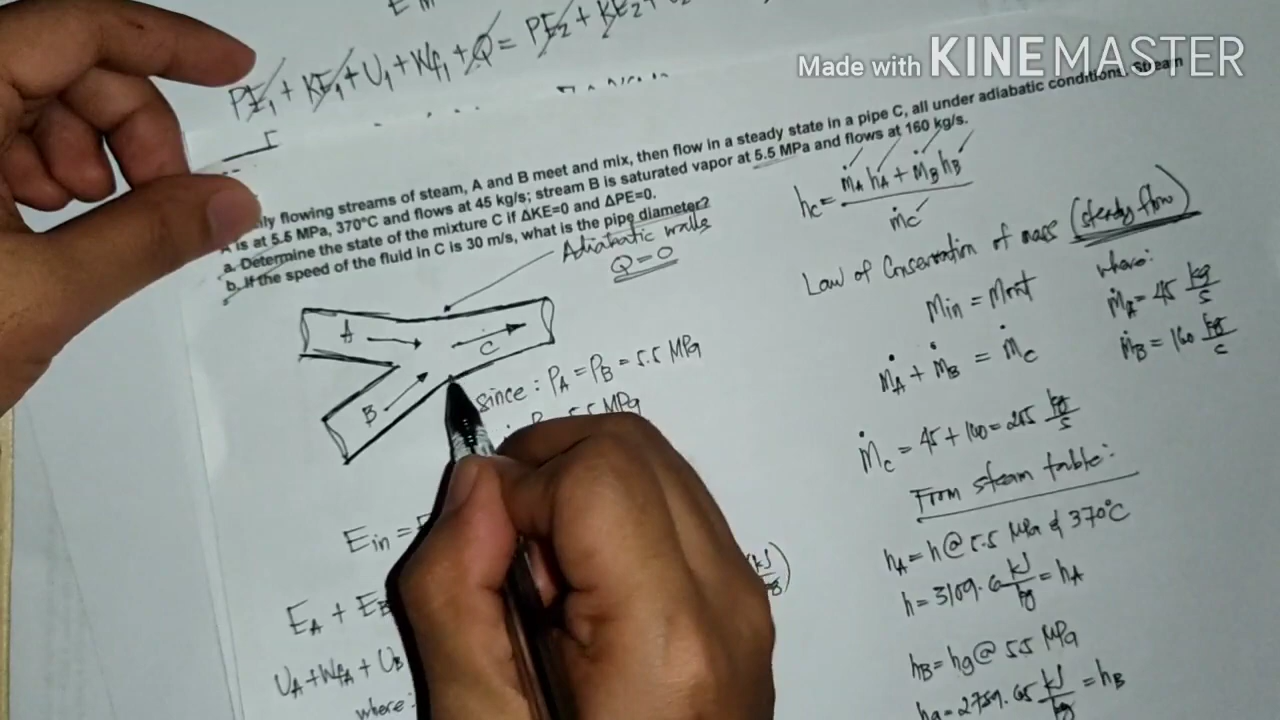 Made with KINEMASTER
PE₁ + KE₁ + U₁ + Wf₁ + Q = PE₂ + KE₂ +
flowing streams of steam, A and B meet and mix, then flow in a steady state in a pipe C, all under adiabatic conditions. Stream
A is at 5.5 MPa, 370°C and flows at 45 kg/s; stream B is saturated vapor at 5.5 MPa and flows at 160 kg/s.
a. Determine the state of the mixture C if ΔKE=0 and ΔPE=0.
b. If the speed of the fluid in C is 30 m/s, what is the pipe diameter?
Adiabatic walls
Q=0
A
B
C
since: PA = PB = 5.5 MPa
5.5 MPa
Ein =
EA + EB
UA + WfA + UB
where:
hC = ṁA hA + ṁB hB / ṁC
Law of Conservation of mass (steady flow)
Min = Mout
ṁA + ṁB = ṁC
where:
ṁA = 45 kg/s
ṁB = 160 kg/s
ṁC = 45 + 160 = 205 kg/s
From steam table:
hA = h@ 5.5 MPa & 370°C
h = 3109.6 kJ/kg = hA
hB = hg@ 5.5 MPa
hg = 2789.65 kJ/kg = hB